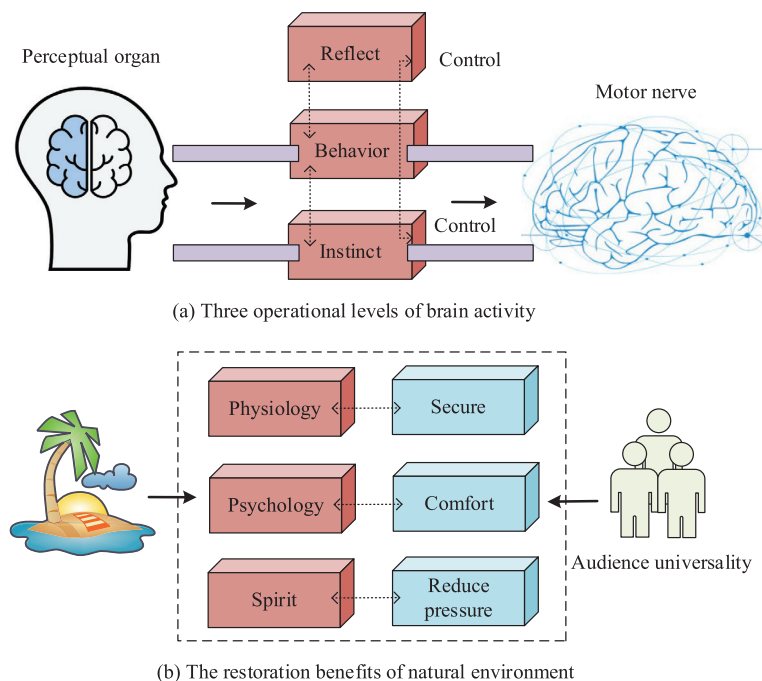 Perceptual organ
Reflect
Control
Motor nerve
Behavior
Control
Instinct
(a) Three operational levels of brain activity
Physiology
Secure
Psychology
Comfort
Audience universality
Spirit
Reduce
pressure
(b) The restoration benefits of natural environment